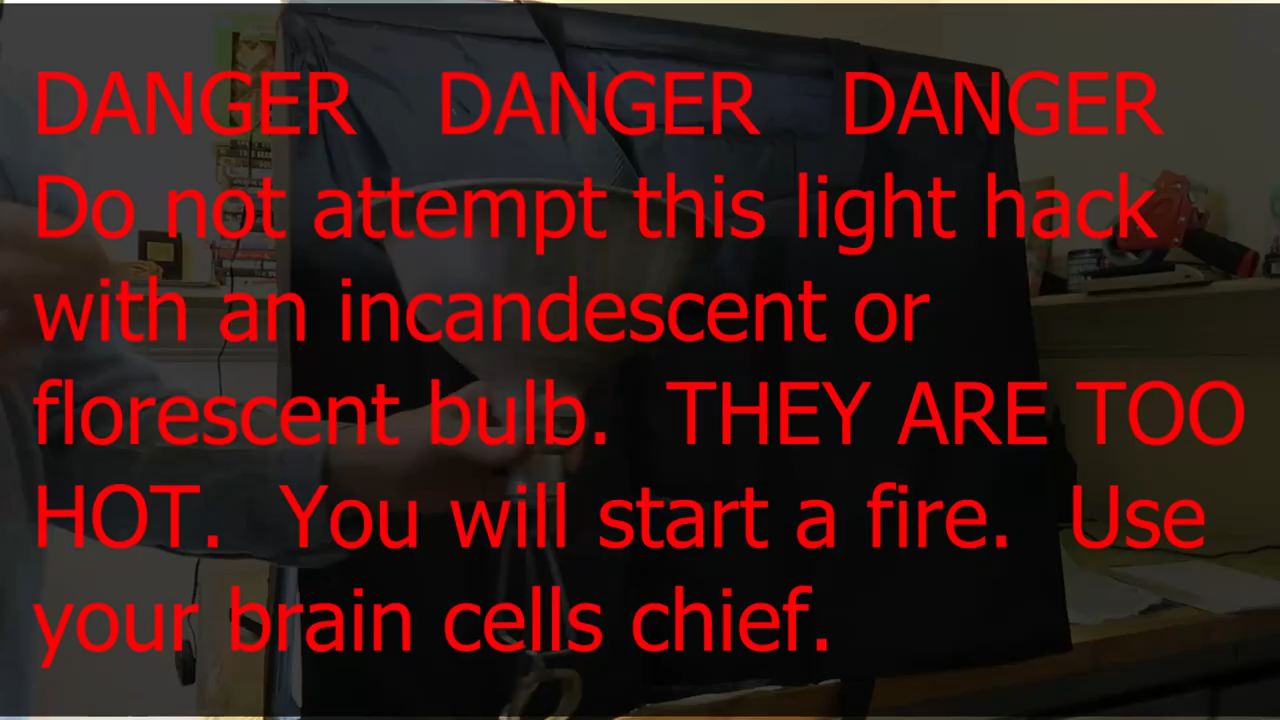 DANGER DANGER DANGER
Do not attempt this light hack
with an incandescent or
florescent bulb. THEY ARE TOO
HOT. You will start a fire. Use
your brain cells chief.